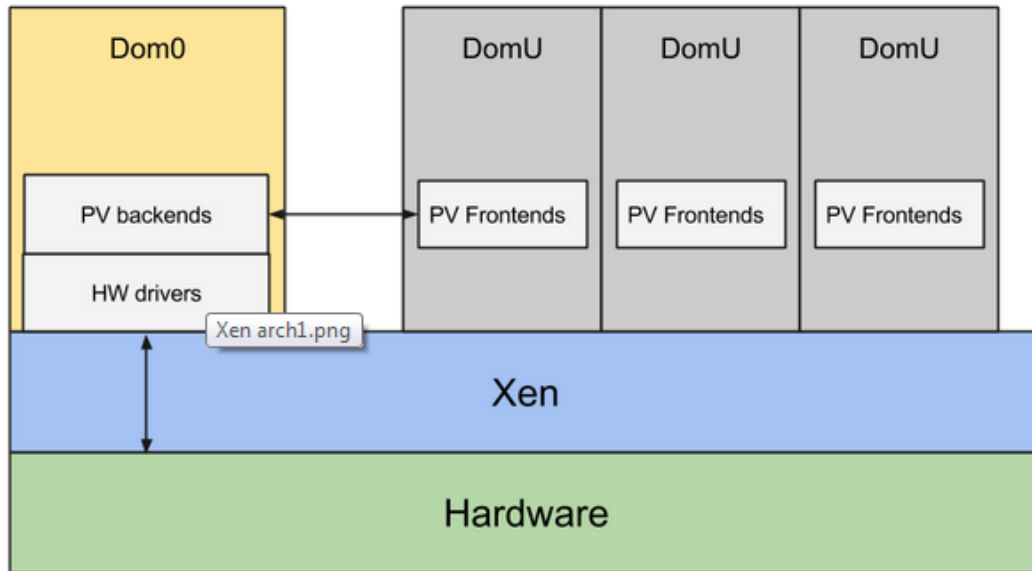 Dom0
DomU
DomU
DomU
PV backends
PV Frontends
PV Frontends
PV Frontends
HW drivers
Xen arch1.png
Xen
Hardware